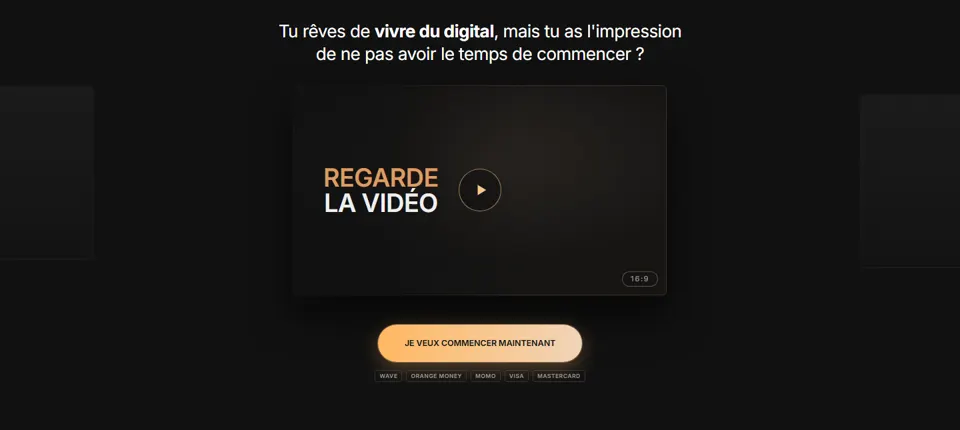 Tu rêves de vivre du digital, mais tu as l'impression
de ne pas avoir le temps de commencer ?
REGARDE
LA VIDÉO
16:9
JE VEUX COMMENCER MAINTENANT
WAVE ORANGE MONEY MOMO VISA MASTERCARD